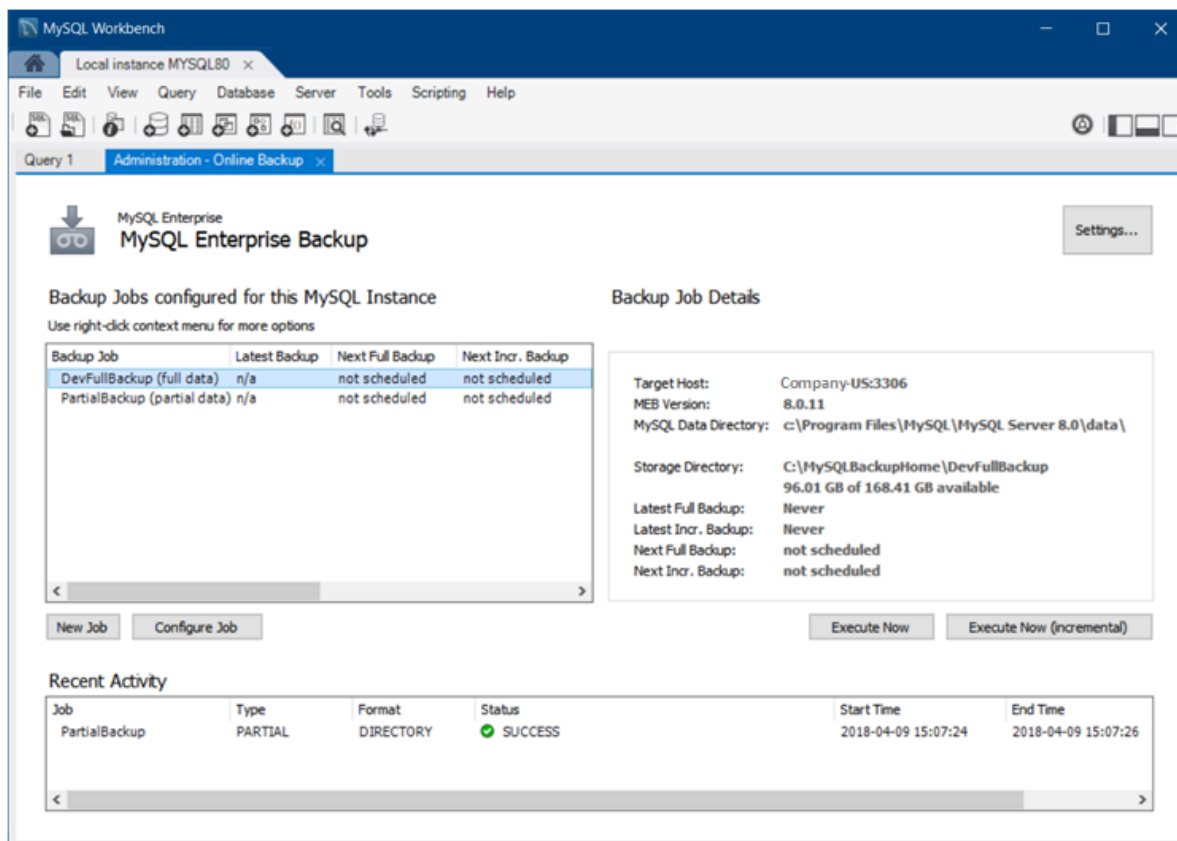 MySQL Workbench
Local instance MYSQL80 ×
File Edit View Query Database Server Tools Scripting Help
Query 1 Administration - Online Backup ×
MySQL Enterprise
MySQL Enterprise Backup
Settings...
Backup Jobs configured for this MySQL Instance
Use right-click context menu for more options
Backup Job Latest Backup Next Full Backup Next Incr. Backup
DevFullBackup (full data) n/a not scheduled not scheduled
PartialBackup (partial data) n/a not scheduled not scheduled
New Job Configure Job
Backup Job Details
Target Host: Company-US:3306
MEB Version: 8.0.11
MySQL Data Directory: c:\Program Files\MySQL\MySQL Server 8.0\data\
Storage Directory: C:\MySQLBackupHome\DevFullBackup
96.01 GB of 168.41 GB available
Latest Full Backup: Never
Latest Incr. Backup: Never
Next Full Backup: not scheduled
Next Incr. Backup: not scheduled
Execute Now Execute Now (incremental)
Recent Activity
Job Type Format Status Start Time End Time
PartialBackup PARTIAL DIRECTORY SUCCESS 2018-04-09 15:07:24 2018-04-09 15:07:26